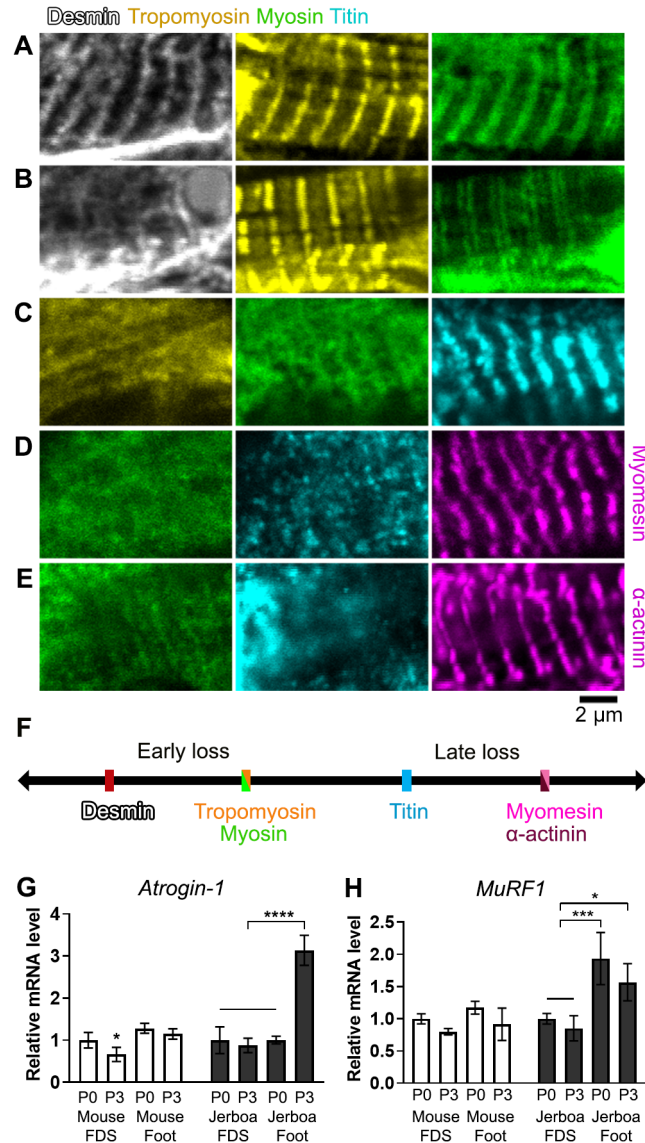 Desmin Tropomyosin Myosin Titin
A
B
C
D
Myomesin
E
α-actinin
2 μm
F
Early loss
Late loss
Desmin
Tropomyosin
Myosin
Titin
Myomesin
α-actinin
G
Atrogin-1
Relative mRNA level
4
3
2
1
0
*
****
P0 P3 P0 P3 P0 P3 P0 P3
Mouse Mouse Jerboa Jerboa
FDS Foot FDS Foot
H
MuRF1
Relative mRNA level
2.5
2.0
1.5
1.0
0.5
0.0
*
***
P0 P3 P0 P3 P0 P3 P0 P3
Mouse Mouse Jerboa Jerboa
FDS Foot FDS Foot